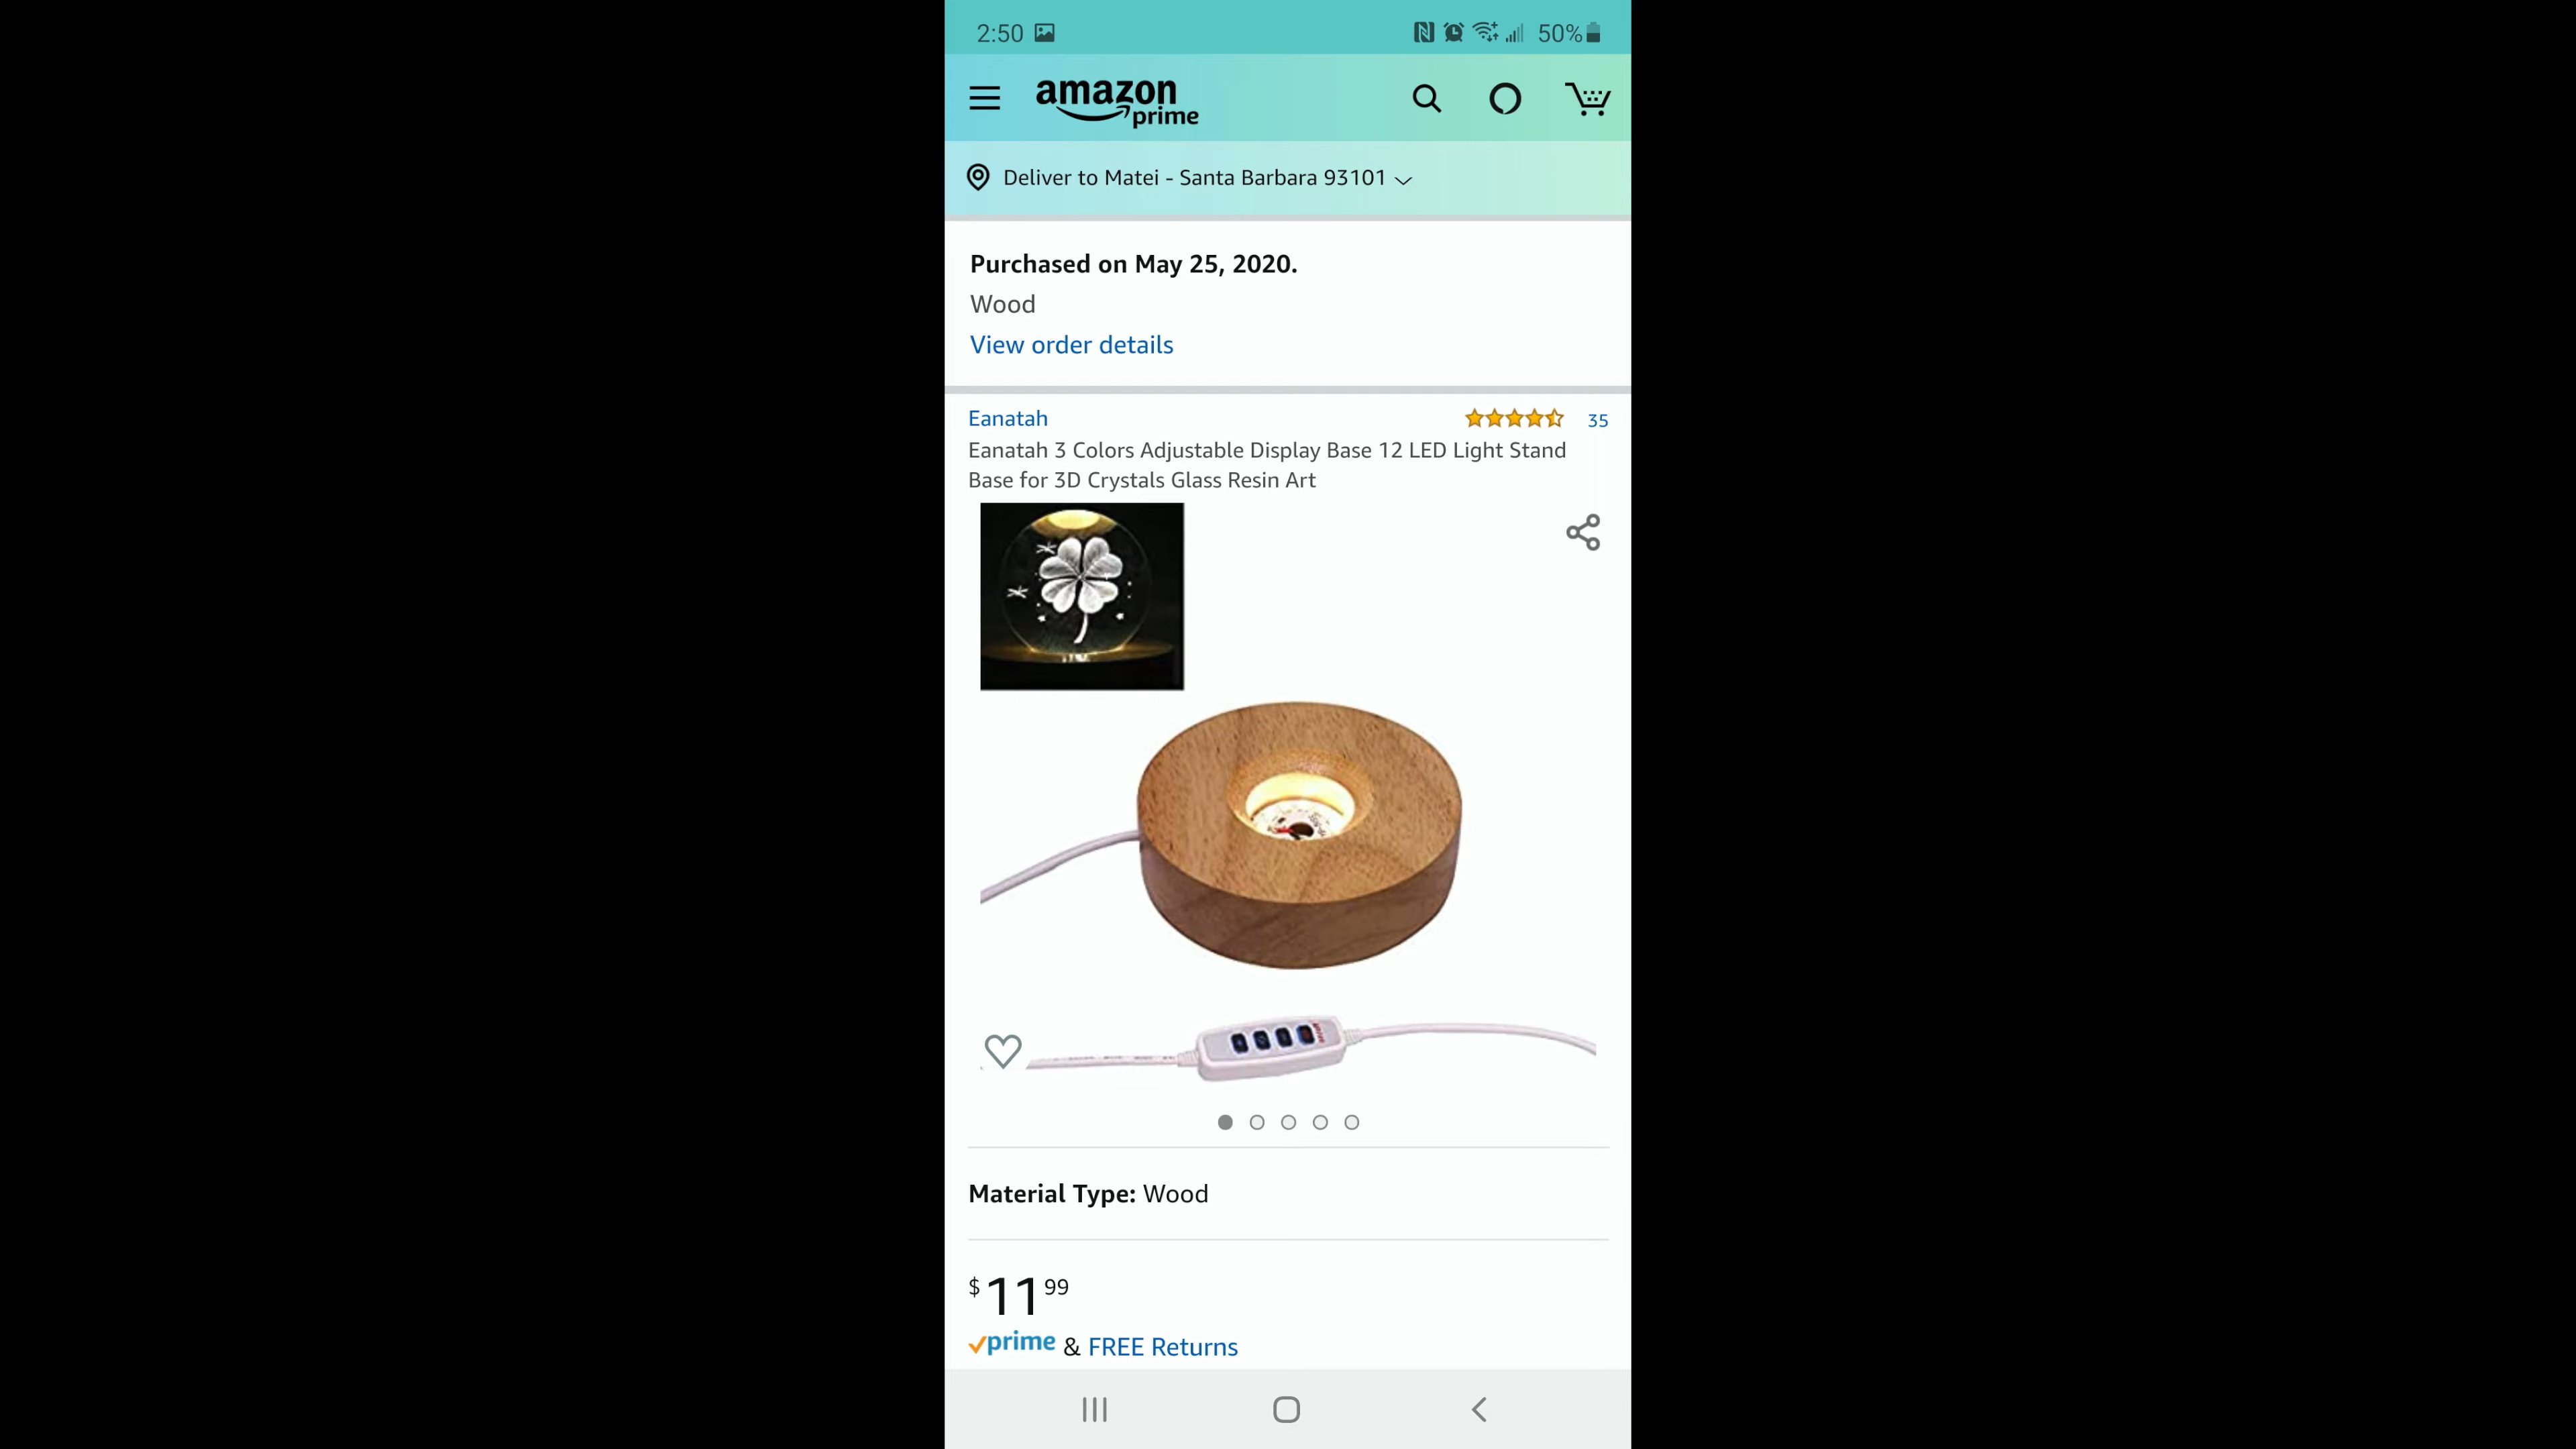 2:50
50%
amazon
prime
Deliver to Matei - Santa Barbara 93101
Purchased on May 25, 2020.
Wood
View order details
Eanatah
35
Eanatah 3 Colors Adjustable Display Base 12 LED Light Stand
Base for 3D Crystals Glass Resin Art
Material Type: Wood
$11 99
prime & FREE Returns